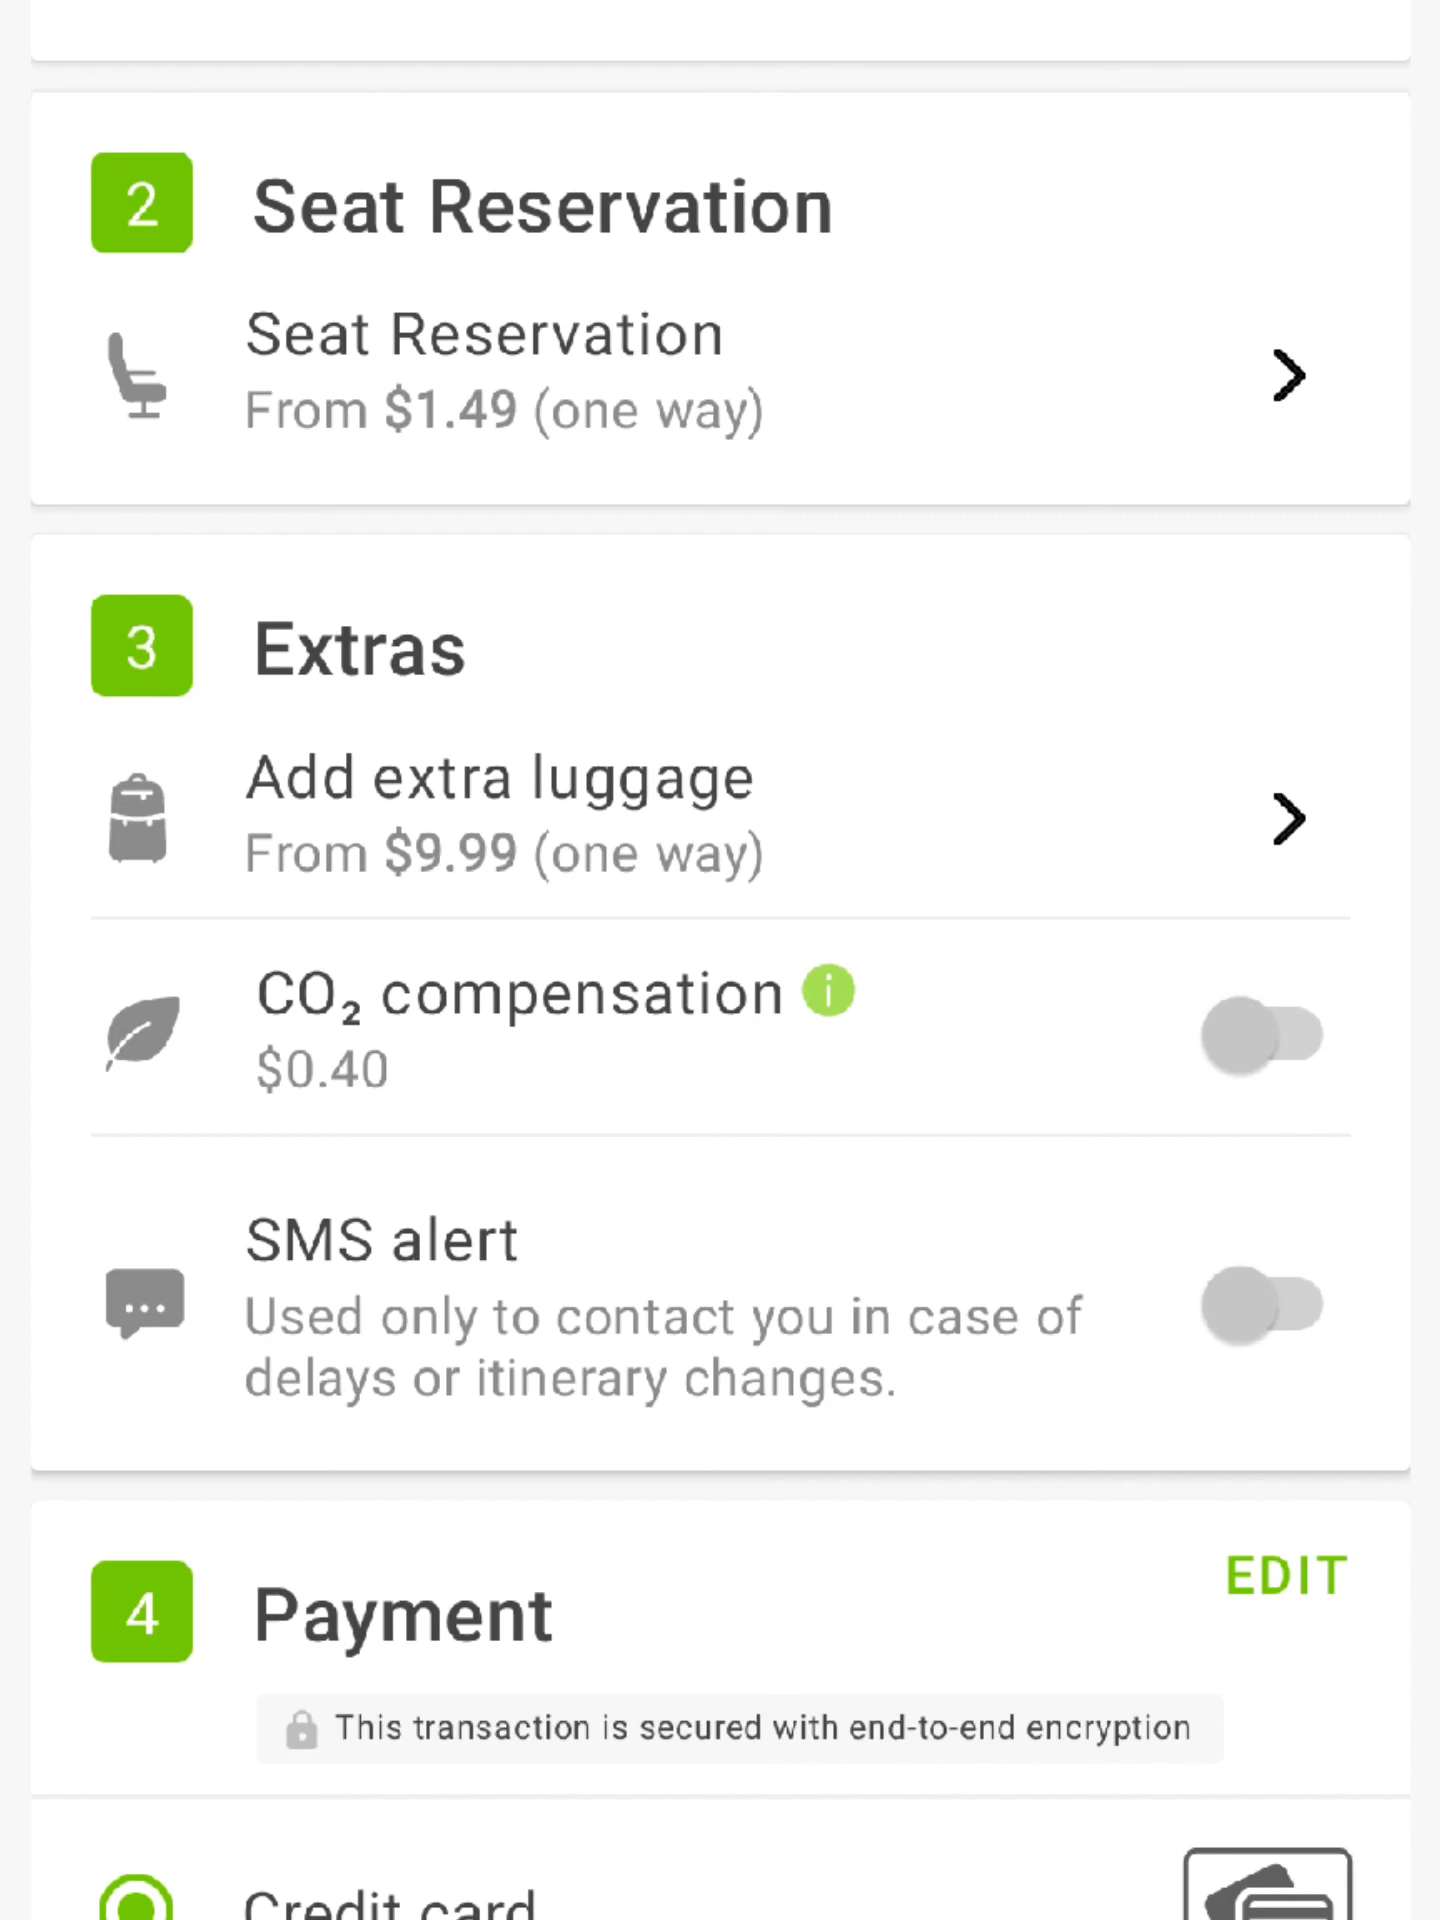 2
Seat Reservation
Seat Reservation
From $1.49 (one way)
3
Extras
Add extra luggage
From $9.99 (one way)
CO₂ compensation i
$0.40
SMS alert
Used only to contact you in case of
delays or itinerary changes.
4
Payment
EDIT
This transaction is secured with end-to-end encryption
Credit card